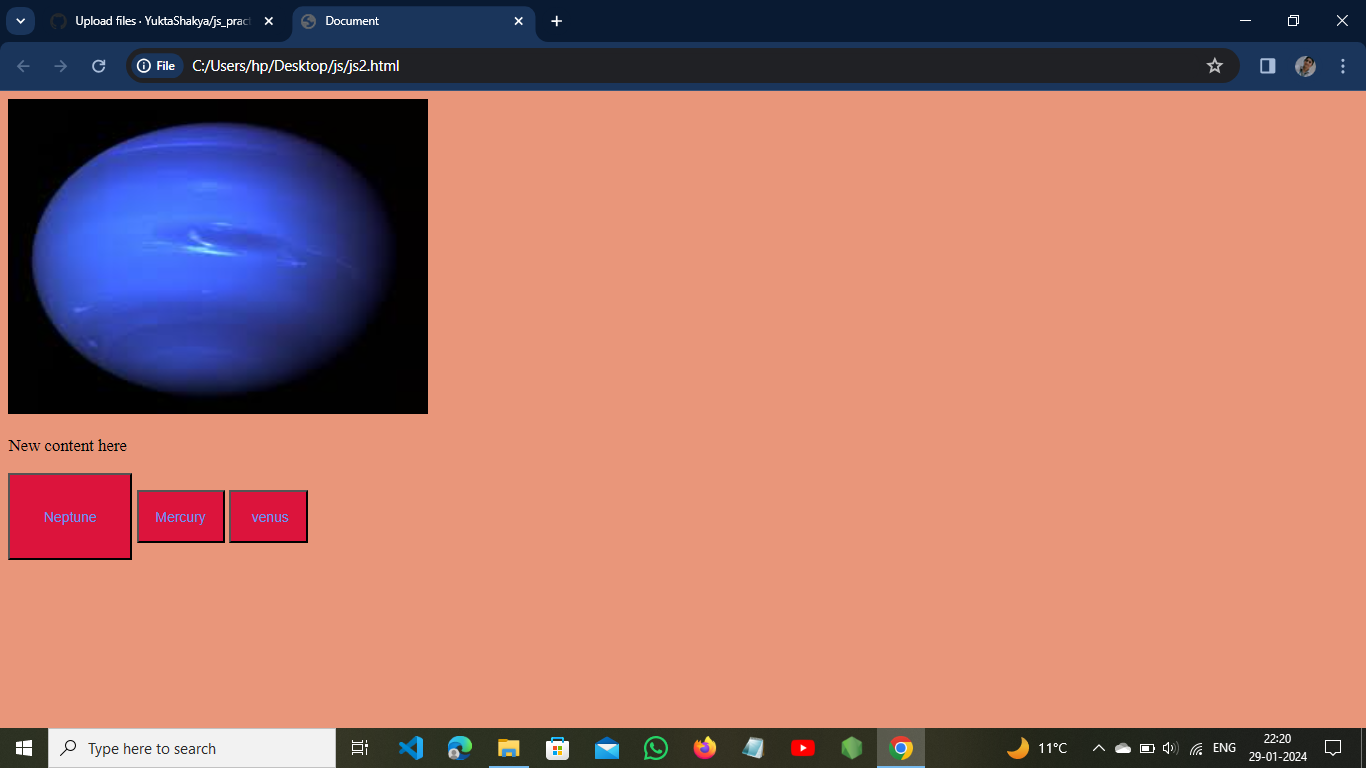 Upload files · YuktaShakya/js_pract
Document
File
C:/Users/hp/Desktop/js/js2.html
New content here
Neptune
Mercury
venus
Type here to search
11°C
ENG
22:20
29-01-2024